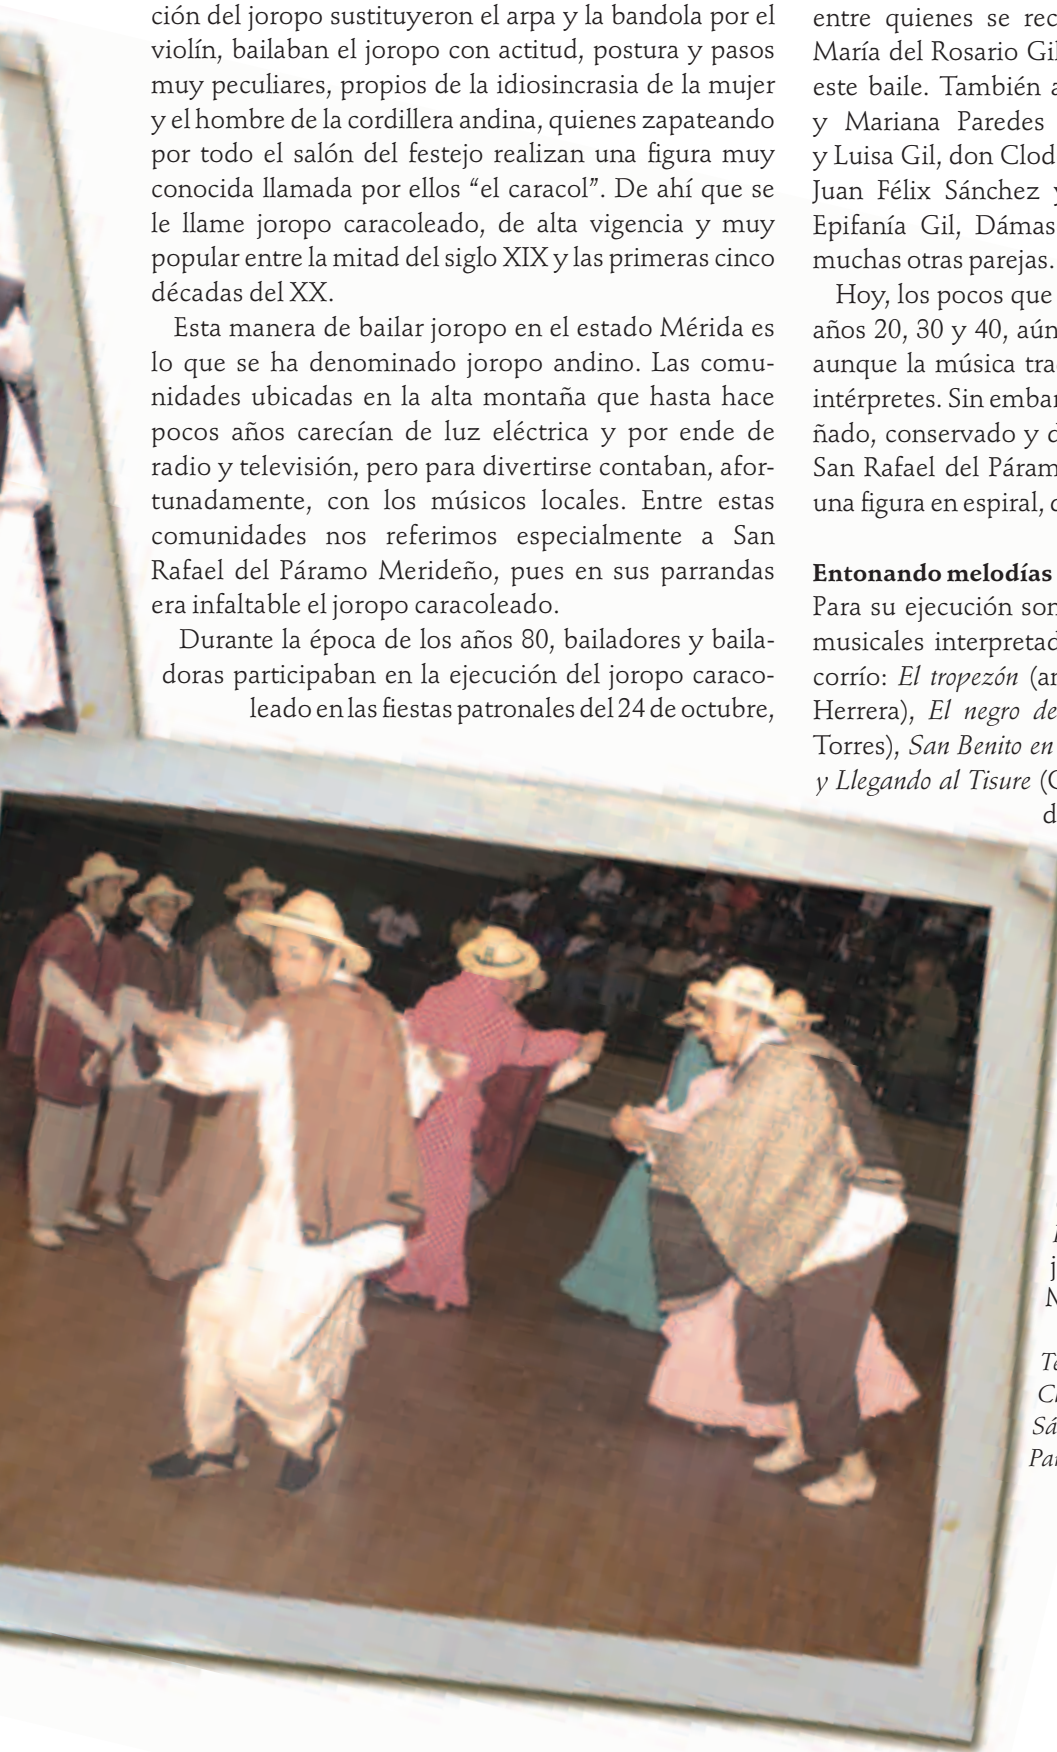 ción del joropo sustituyeron el arpa y la bandola por el
violín, bailaban el joropo con actitud, postura y pasos
muy peculiares, propios de la idiosincrasia de la mujer
y el hombre de la cordillera andina, quienes zapateando
por todo el salón del festejo realizan una figura muy
conocida llamada por ellos “el caracol”. De ahí que se
le llame joropo caracoleado, de alta vigencia y muy
popular entre la mitad del siglo XIX y las primeras cinco
décadas del XX.
Esta manera de bailar joropo en el estado Mérida es
lo que se ha denominado joropo andino. Las comu-
nidades ubicadas en la alta montaña que hasta hace
pocos años carecían de luz eléctrica y por ende de
radio y televisión, pero para divertirse contaban, afor-
tunadamente, con los músicos locales. Entre estas
comunidades nos referimos especialmente a San
Rafael del Páramo Merideño, pues en sus parrandas
era infaltable el joropo caracoleado.
Durante la época de los años 80, bailadores y baila-
doras participaban en la ejecución del joropo caraco-
leado en las fiestas patronales del 24 de octubre,
entre quienes se rec
María del Rosario Gil
este baile. También a
y Mariana Paredes
y Luisa Gil, don Clod
Juan Félix Sánchez y
Epifanía Gil, Dámas
muchas otras parejas.
Hoy, los pocos que
años 20, 30 y 40, aún
aunque la música tra
intérpretes. Sin embar
ñado, conservado y d
San Rafael del Páram
una figura en espiral, c
Entonando melodías
Para su ejecución son
musicales interpretad
corrío: El tropezón (ar
Herrera), El negro de
Torres), San Benito en
y Llegando al Tisure (C
d
j
M
Te
Cl
Sá
Par